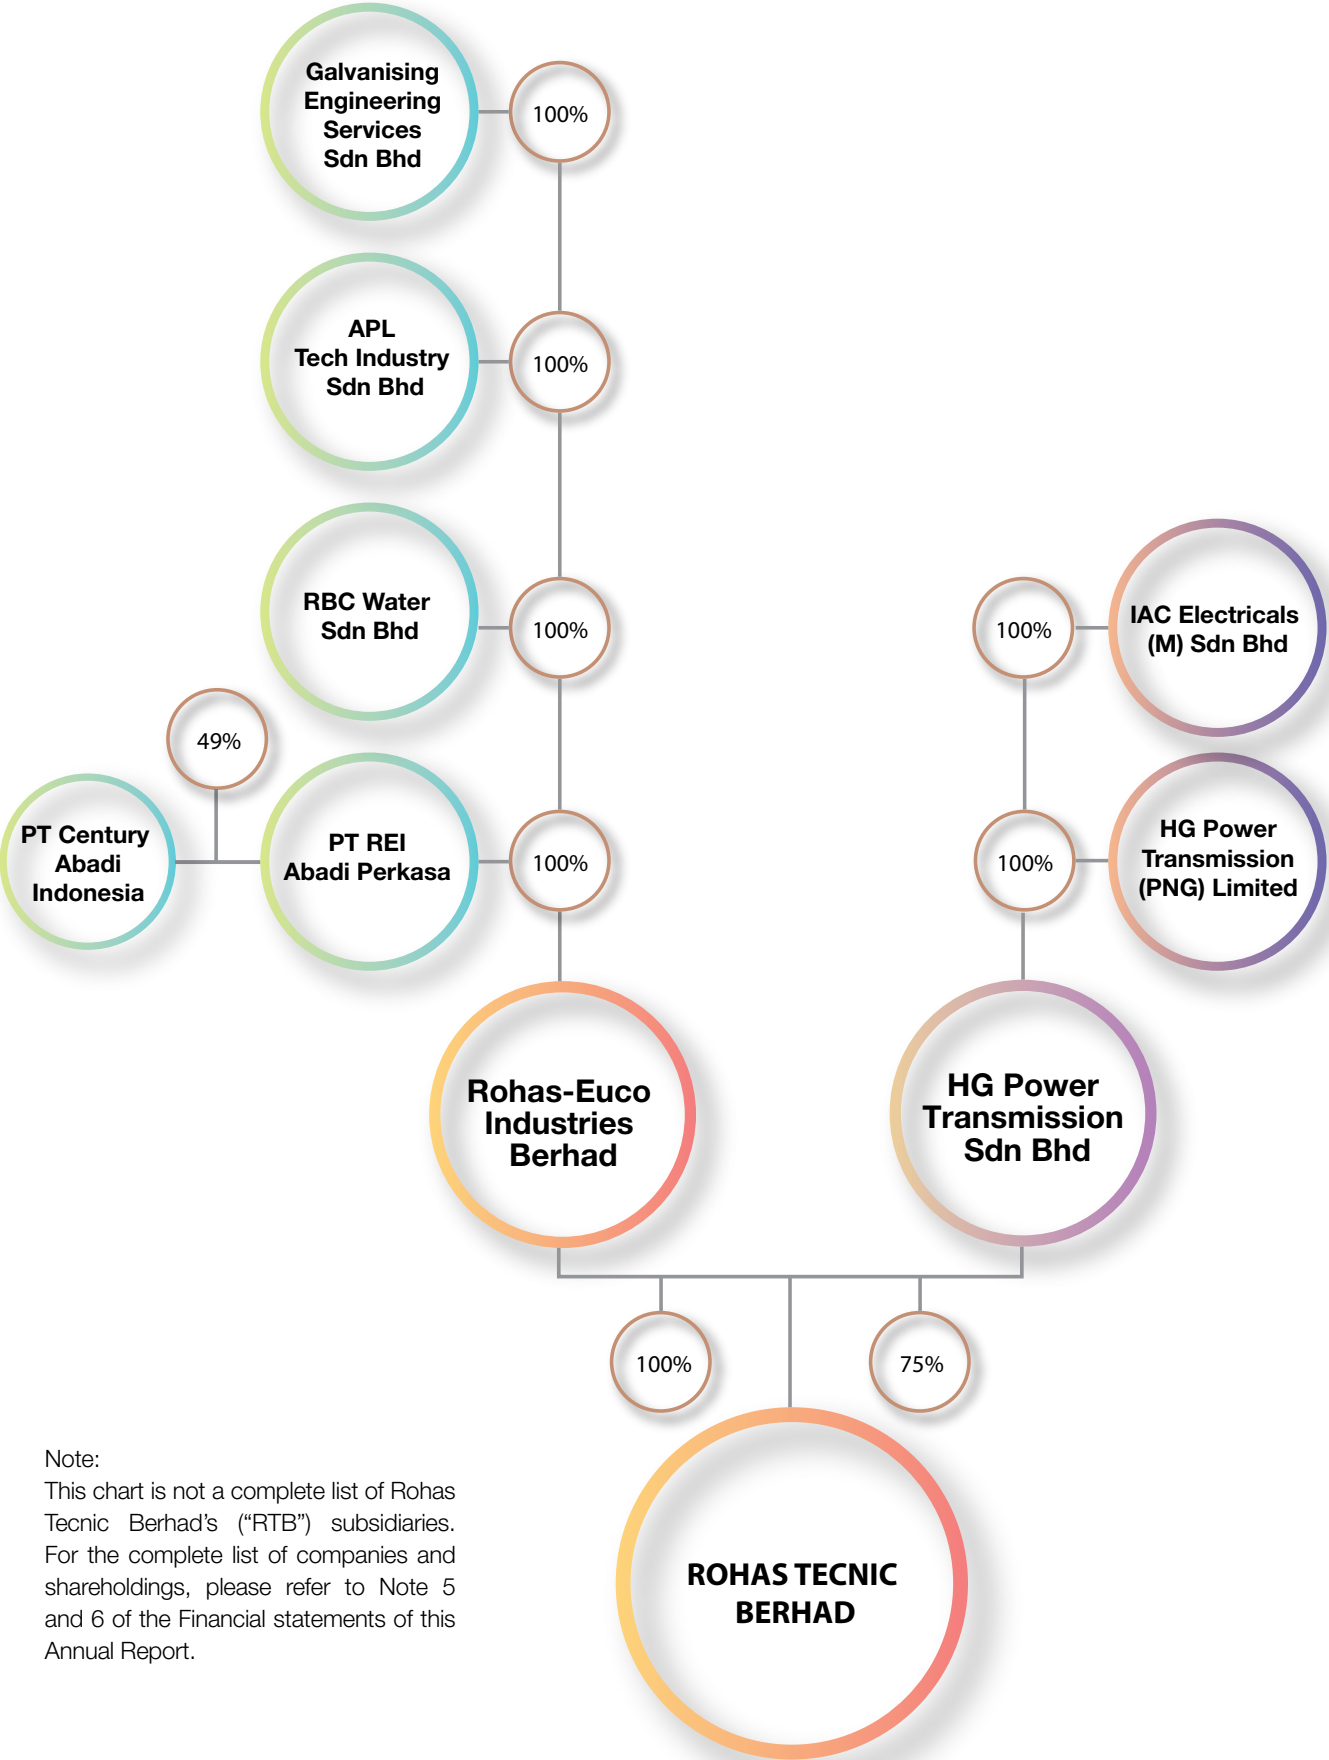 Galvanising
Engineering
Services
Sdn Bhd
100%
APL
Tech Industry
Sdn Bhd
100%
RBC Water
Sdn Bhd
100%
IAC Electricals
(M) Sdn Bhd
100%
49%
PT Century
Abadi
Indonesia
PT REI
Abadi Perkasa
100%
100%
HG Power
Transmission
(PNG) Limited
Rohas-Euco
Industries
Berhad
HG Power
Transmission
Sdn Bhd
100%
75%
ROHAS TECNIC
BERHAD
Note:
This chart is not a complete list of Rohas
Tecnic Berhad’s (“RTB”) subsidiaries.
For the complete list of companies and
shareholdings, please refer to Note 5
and 6 of the Financial statements of this
Annual Report.